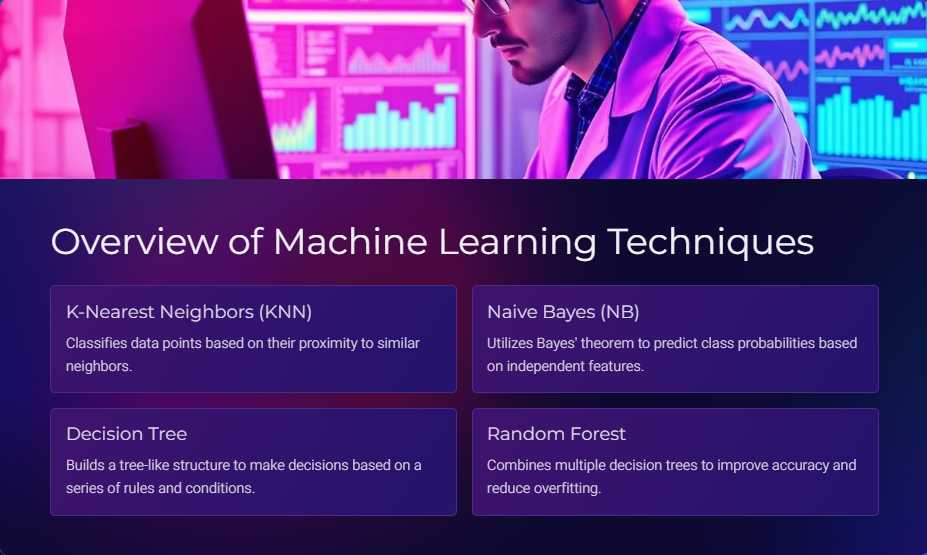 Overview of Machine Learning Techniques
K-Nearest Neighbors (KNN)
Classifies data points based on their proximity to similar
neighbors.
Naive Bayes (NB)
Utilizes Bayes' theorem to predict class probabilities based
on independent features.
Decision Tree
Builds a tree-like structure to make decisions based on a
series of rules and conditions.
Random Forest
Combines multiple decision trees to improve accuracy and
reduce overfitting.